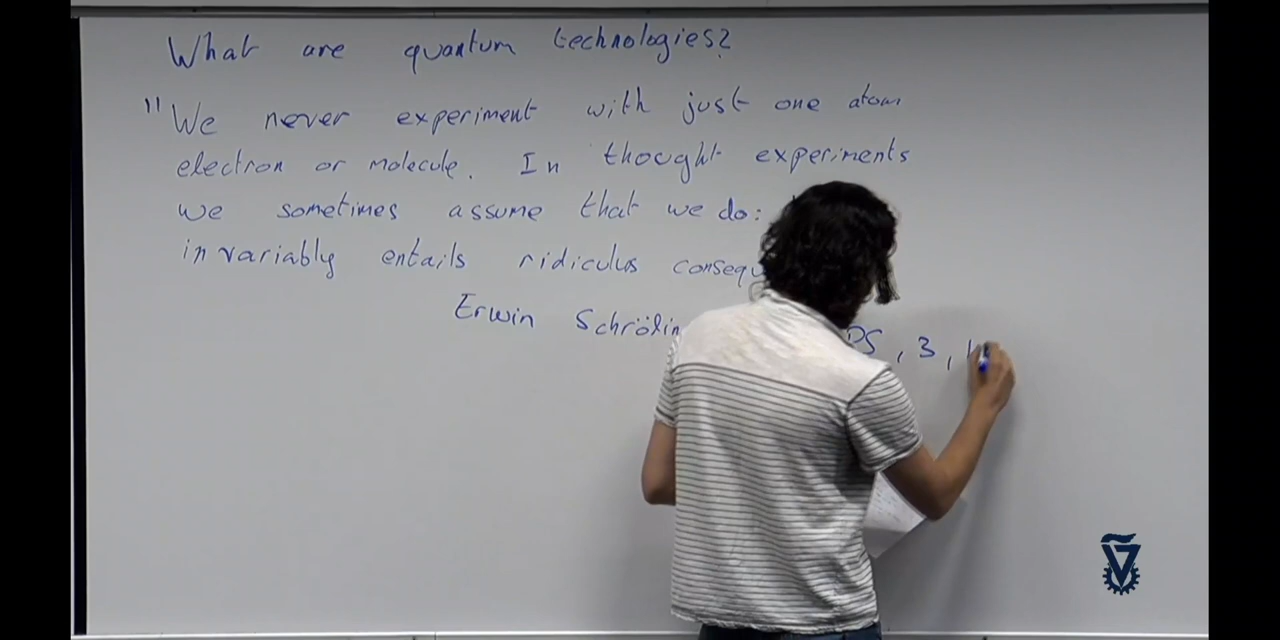 What are quantum technologies?
"We never experiment with just one atom
electron or molecule. In thought experiments
we sometimes assume that we do:
invariably entails ridiculus consequ
Erwin Schrödin PS, 3,